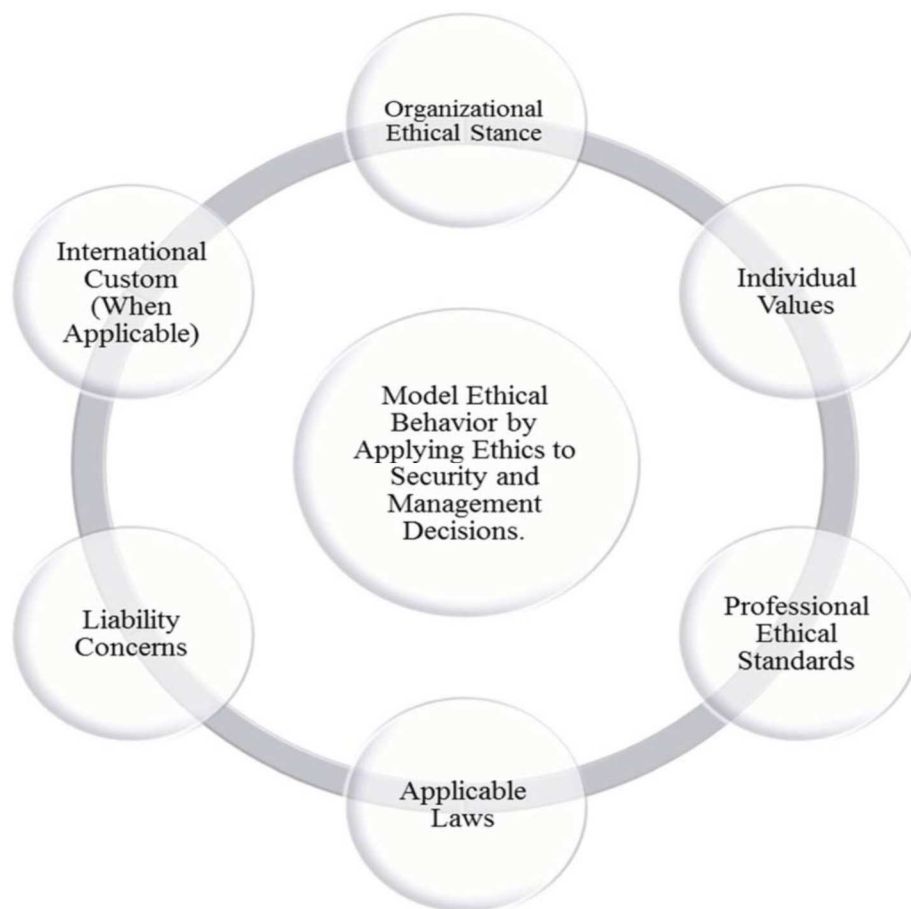 Organizational
Ethical Stance
International
Custom
(When
Applicable)
Individual
Values
Model Ethical
Behavior by
Applying Ethics to
Security and
Management
Decisions.
Liability
Concerns
Professional
Ethical
Standards
Applicable
Laws